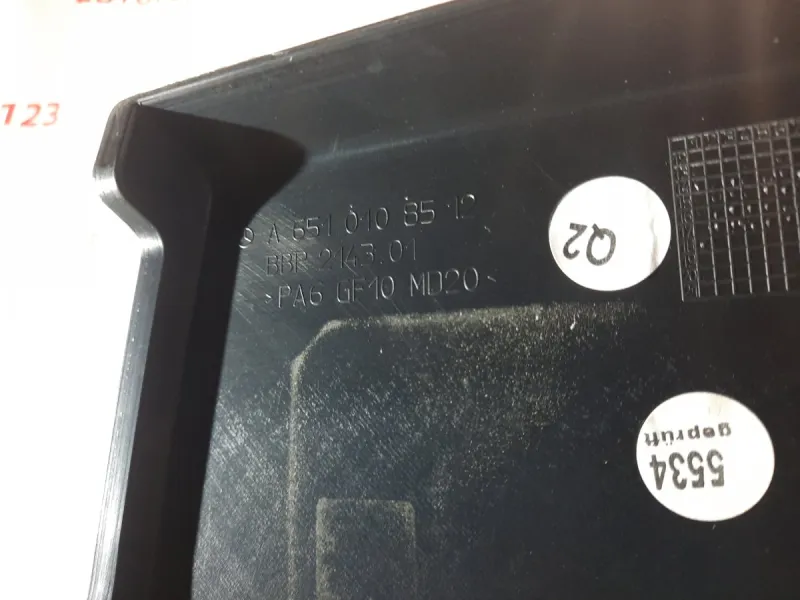 123
A 651 010 85 12
BBP 2143.01
>PA6 GF10 MD20<
Q2
5534
geprüft